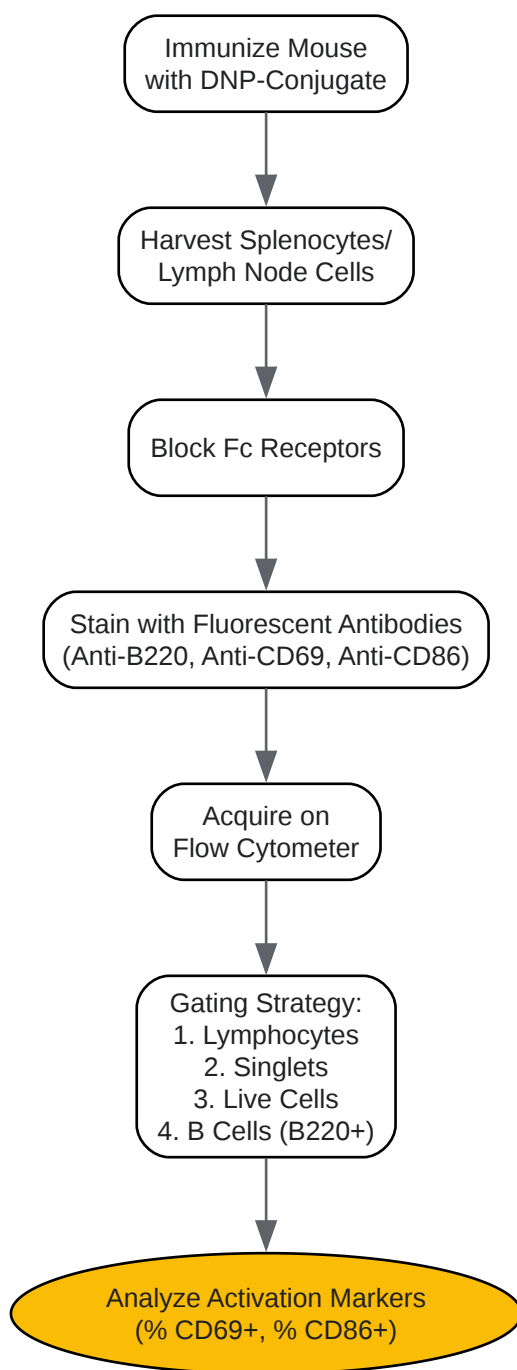 Immunize Mouse
with DNP-Conjugate
Harvest Splenocytes/
Lymph Node Cells
Block Fc Receptors
Stain with Fluorescent Antibodies
(Anti-B220, Anti-CD69, Anti-CD86)
Acquire on
Flow Cytometer
Gating Strategy:
1. Lymphocytes
2. Singlets
3. Live Cells
4. B Cells (B220+)
Analyze Activation Markers
(% CD69+, % CD86+)